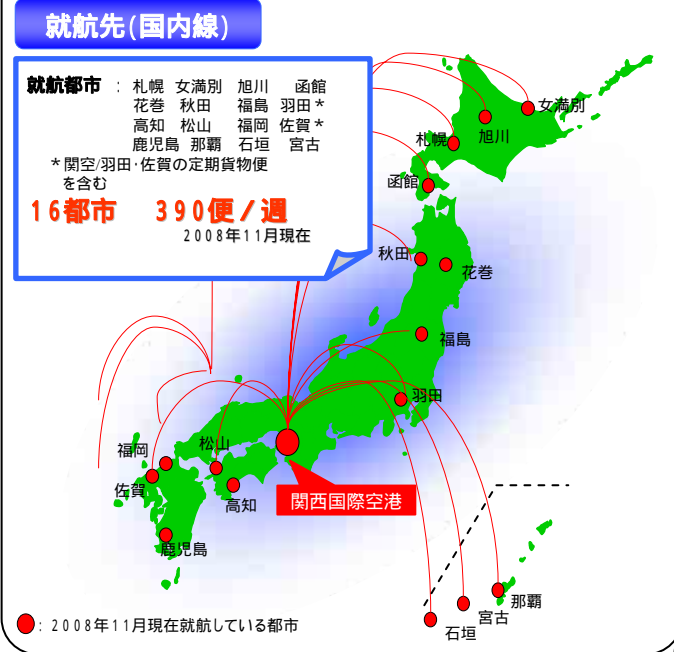 就航先(国内線)
就航都市 : 札幌 女満別 旭川 函館
花巻 秋田 福島 羽田*
高知 松山 福岡 佐賀*
鹿児島 那覇 石垣 宮古
*関空/羽田・佐賀の定期貨物便
を含む
16都市 390便/週
2008年11月現在
女満別
旭川
札幌
函館
秋田
花巻
福島
羽田
福岡
松山
佐賀
高知
関西国際空港
鹿児島
那覇
宮古
石垣
: 2008年11月現在就航している都市